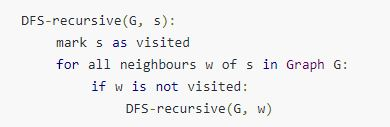 DFS-recursive(G, s):
mark s as visited
for all neighbours w of s in Graph G:
if w is not visited:
DFS-recursive(G, w)